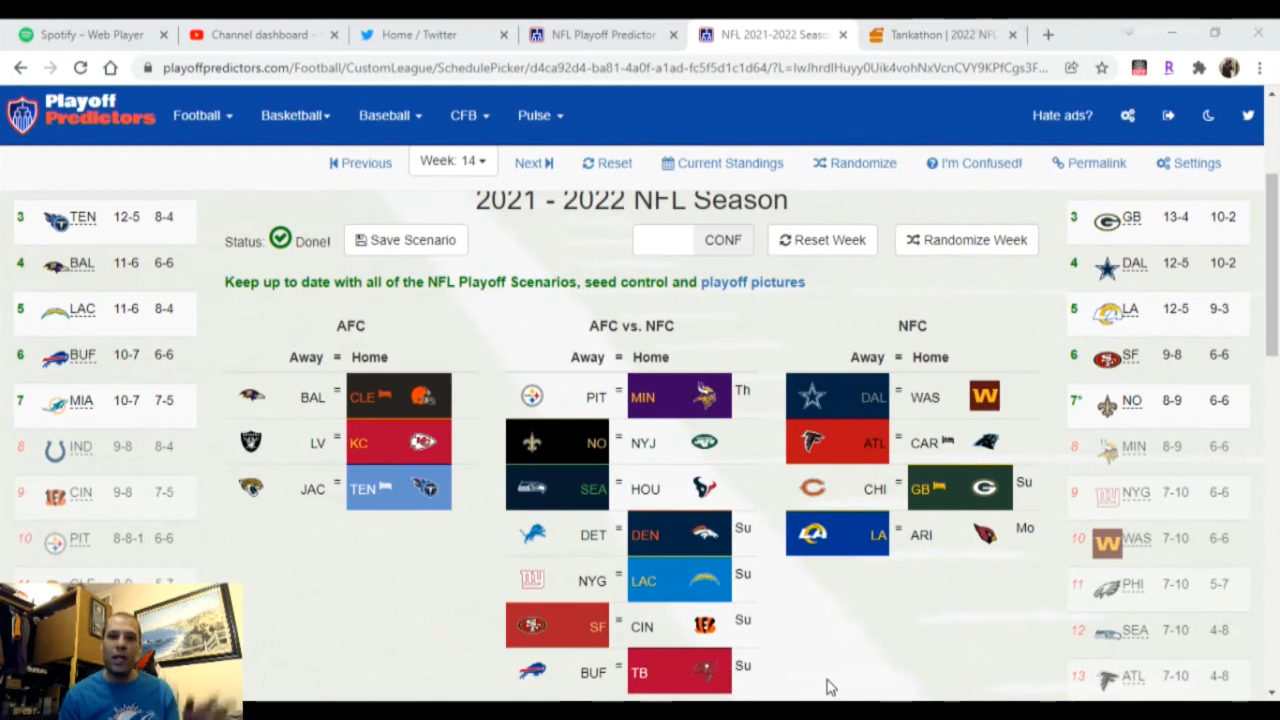 Spotify – Web Player
Channel dashboard -
Home / Twitter
NFL Playoff Predictor
NFL 2021-2022 Seaso
Tankathon | 2022 NFL
playoffpredictors.com/Football/CustomLeague/SchedulePicker/
Playoff
Predictors
Football
Basketball
Baseball
CFB
Pulse
Hate ads?
Previous
Week: 14
Next
Reset
Current Standings
Randomize
I'm Confused!
Permalink
Settings
2021 - 2022 NFL Season
Status: Done!
Save Scenario
CONF
Reset Week
Randomize Week
Keep up to date with all of the NFL Playoff Scenarios, seed control and playoff pictures
3 TEN 12-5 8-4
4 BAL 11-6 6-6
5 LAC 11-6 8-4
6 BUF 10-7 6-6
7 MIA 10-7 7-5
8 IND 9-8 8-4
9 CIN 9-8 7-5
10 PIT 8-8-1 6-6
AFC
Away = Home
BAL = CLE
LV = KC
JAC = TEN
AFC vs. NFC
Away = Home
PIT = MIN Th
NO = NYJ
SEA = HOU
DET = DEN Su
NYG = LAC Su
SF = CIN Su
BUF = TB Su
NFC
Away = Home
DAL = WAS W
ATL = CAR
CHI = GB G Su
LA = ARI Mo
3 G GB 13-4 10-2
4 DAL 12-5 10-2
5 LA 12-5 9-3
6 SF 9-8 6-6
7* NO 8-9 6-6
8 MIN 8-9 6-6
9 NYG 7-10 6-6
10 W WAS 7-10 6-6
11 PHI 7-10 5-7
12 SEA 7-10 4-8
13 ATL 7-10 4-8